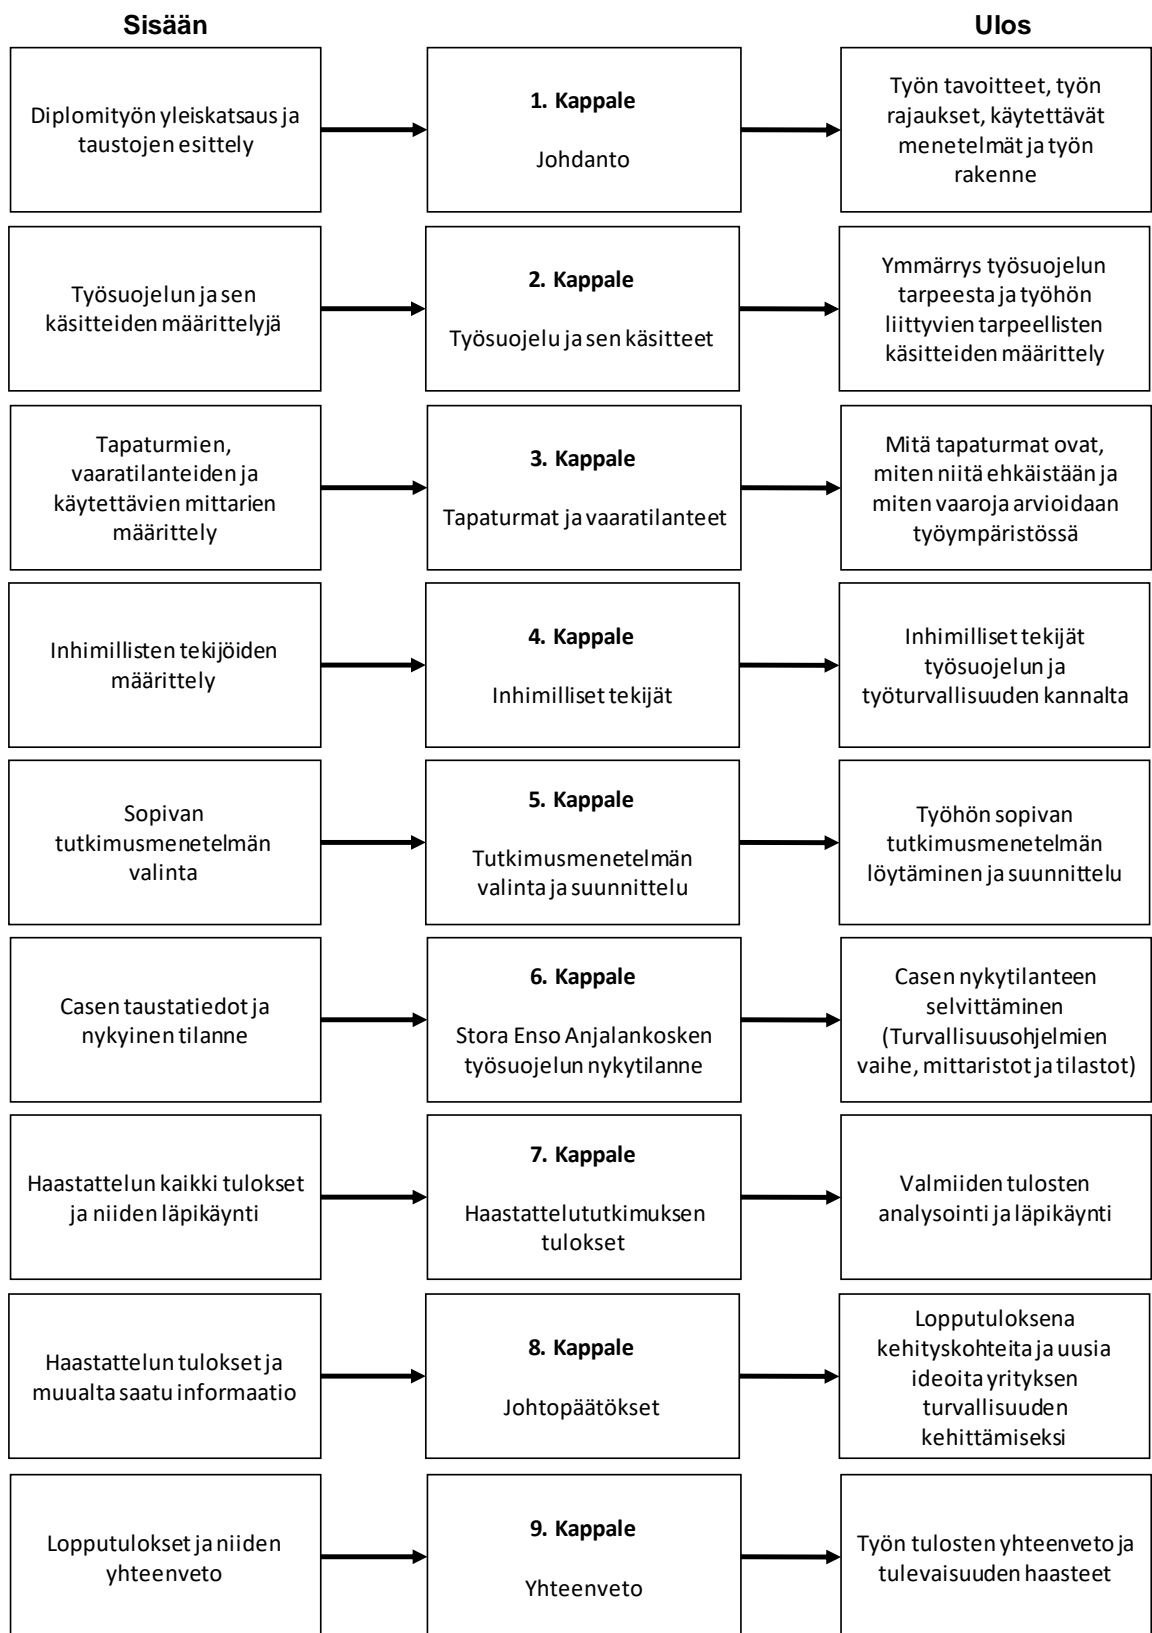 Sisään
Ulos
Diplomityön yleiskatsaus ja
taustojen esittely
1. Kappale
Johdanto
Työn tavoitteet, työn
rajaukset, käytettävät
menetelmät ja työn
rakenne
Työsuojelun ja sen
käsitteiden määrittelyjä
2. Kappale
Työsuojelu ja sen käsitteet
Ymmärrys työsuojelun
tarpeesta ja työhön
liittyvien tarpeellisten
käsitteiden määrittely
Tapaturmien,
vaaratilanteiden ja
käytettävien mittarien
määrittely
3. Kappale
Tapaturmat ja vaaratilanteet
Mitä tapaturmat ovat,
miten niitä ehkäistään ja
miten vaaroja arvioidaan
työympäristössä
Inhimillisten tekijöiden
määrittely
4. Kappale
Inhimilliset tekijät
Inhimilliset tekijät
työsuojelun ja
työturvallisuuden kannalta
Sopivan
tutkimusmenetelmän
valinta
5. Kappale
Tutkimusmenetelmän
valinta ja suunnittelu
Työhön sopivan
tutkimusmenetelmän
löytäminen ja suunnittelu
Casen taustatiedot ja
nykyinen tilanne
6. Kappale
Stora Enso Anjalankosken
työsuojelun nykytilanne
Casen nykytilanteen
selvittäminen
(Turvallisuusohjelmien
vaihe, mittaristot ja tilastot)
Haastattelun kaikki tulokset
ja niiden läpikäynti
7. Kappale
Haastattelututkimuksen
tulokset
Valmiiden tulosten
analysointi ja läpikäynti
Haastattelun tulokset ja
muualta saatu informaatio
8. Kappale
Johtopäätökset
Lopputuloksena
kehityskohteita ja uusia
ideoita yrityksen
turvallisuuden
kehittämiseksi
Lopputulokset ja niiden
yhteenveto
9. Kappale
Yhteenveto
Työn tulosten yhteenveto ja
tulevaisuuden haasteet